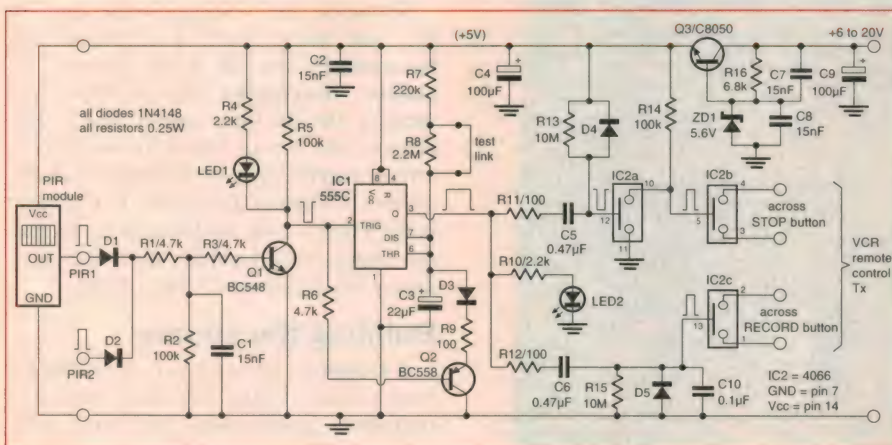 all diodes 1N4148
all resistors 0.25W
PIR
module
Vcc
OUT
GND
PIR1
PIR2
D1
D2
R1/4.7k
R3/4.7k
R2
100k
C1
15nF
R4
2.2k
LED1
R5
100k
Q1
BC548
C2
15nF
IC1
555C
8
4
Vcc
R
2
TRIG
Q
3
DIS
7
THR
6
1
R6
4.7k
(+5V)
R7
220k
R8
2.2M
test
link
C3
22µF
+
D3
R9
100
Q2
BC558
C4
100µF
+
R11/100
C5
0.47µF
R10/2.2k
LED2
R12/100
C6
0.47µF
R13
10M
D4
R14
100k
IC2a
12
10
11
R15
10M
D5
C10
0.1µF
Q3/C8050
+6 to 20V
R16
6.8k
C7
15nF
C9
100µF
+
ZD1
5.6V
C8
15nF
IC2b
5
4
3
across
STOP button
IC2c
13
2
1
across
RECORD button
VCR
remote
control
Tx
IC2 = 4066
GND = pin 7
Vcc = pin 14